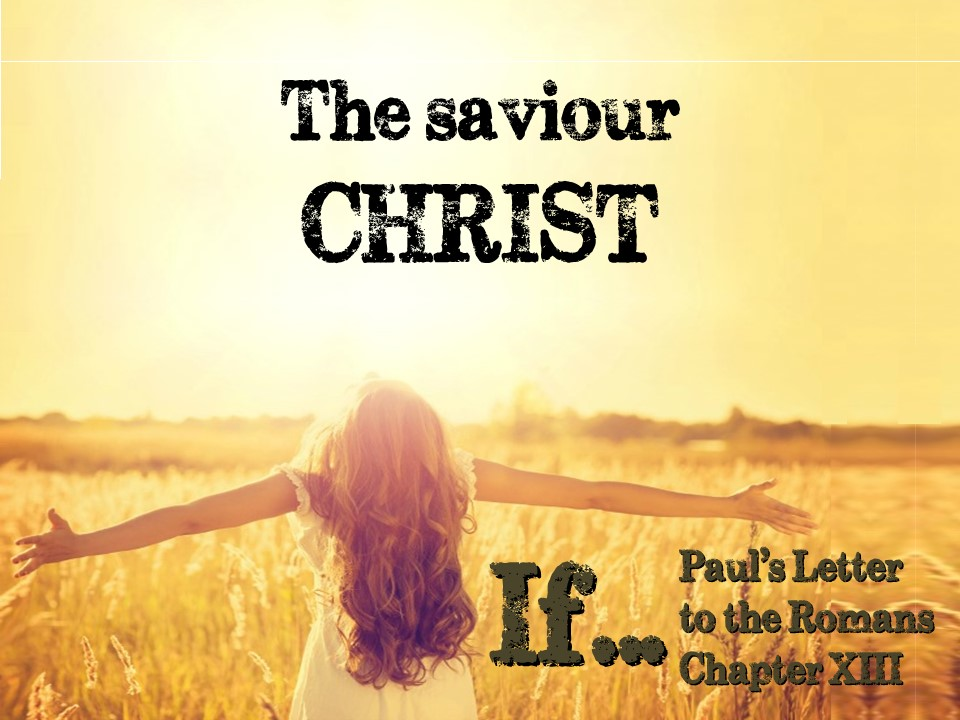 The saviour
CHRIST
If...
Paul's Letter
to the Romans
Chapter XIII